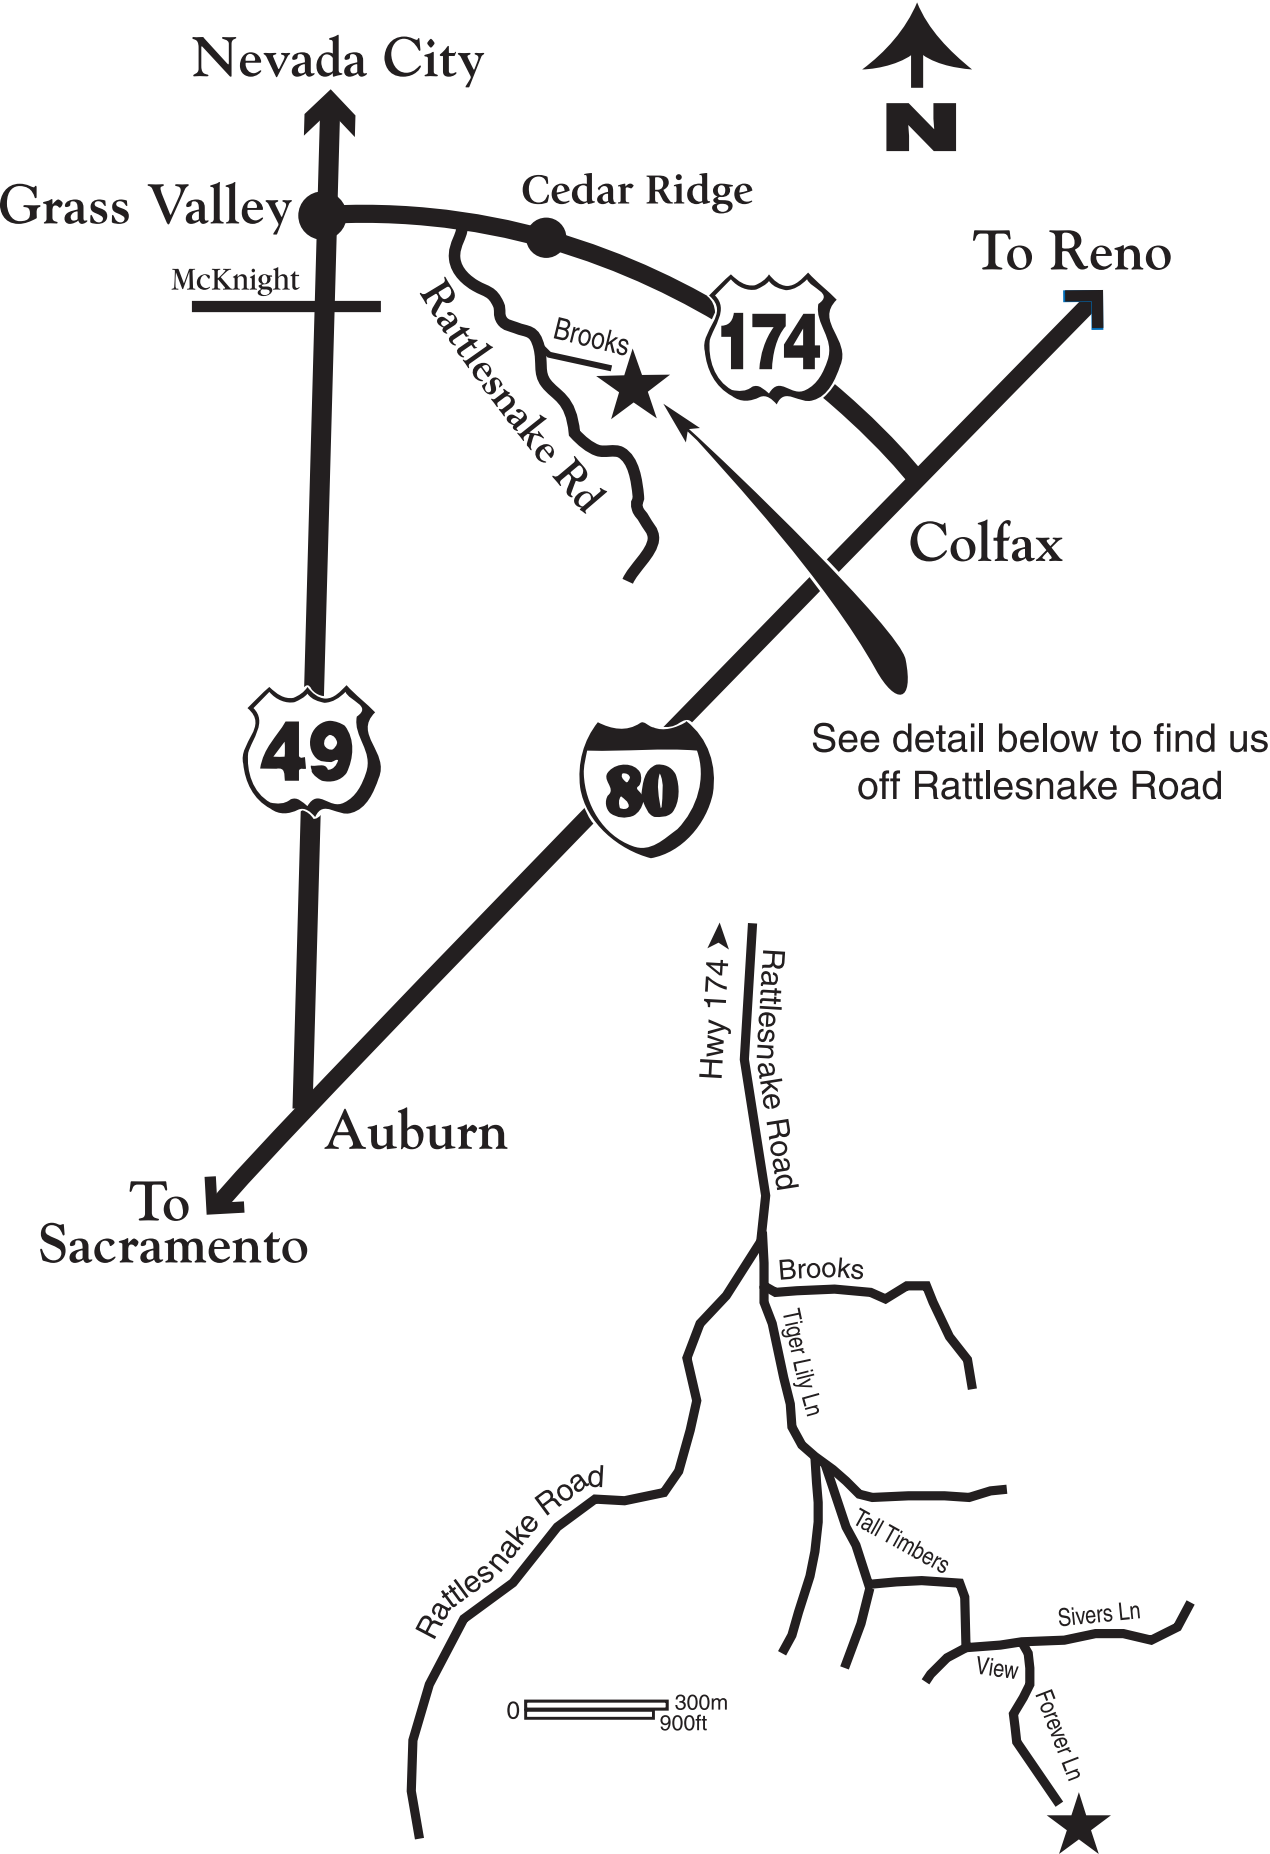 Nevada City
N
Grass Valley
Cedar Ridge
To Reno
McKnight
174
Brooks
Rattlesnake Rd
Colfax
49
80
See detail below to find us
off Rattlesnake Road
Auburn
To
Sacramento
Hwy 174
Rattlesnake Road
Brooks
Tiger Lily Ln
Rattlesnake Road
Tall Timbers
Sivers Ln
View
Forever Ln
0
300m
900ft